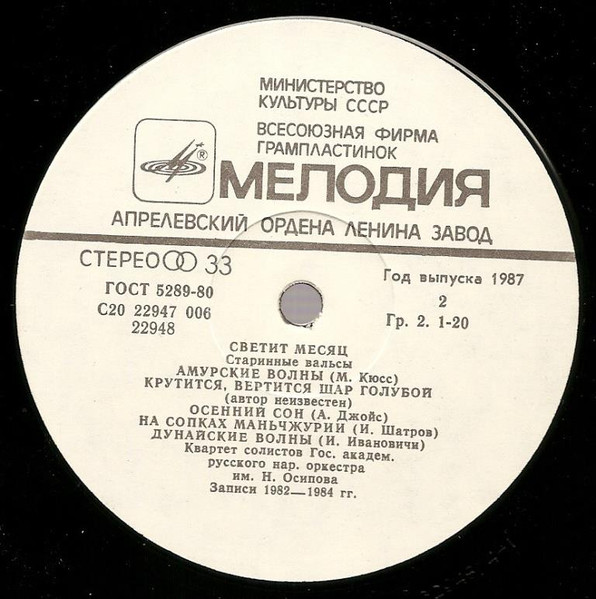 МИНИСТЕРСТВО
КУЛЬТУРЫ СССР
ВСЕСОЮЗНАЯ ФИРМА
ГРАМПЛАСТИНОК
®
МЕЛОДИЯ
АПРЕЛЕВСКИЙ ОРДЕНА ЛЕНИНА ЗАВОД
СТЕРЕО 33
ГОСТ 5289-80
С20 22947 006
22948
Год выпуска 1987
2
Гр. 2. 1-20
СВЕТИТ МЕСЯЦ
Старинные вальсы
АМУРСКИЕ ВОЛНЫ (М. Кюсс)
КРУТИТСЯ, ВЕРТИТСЯ ШАР ГОЛУБОЙ
(автор неизвестен)
ОСЕННИЙ СОН (А. Джойс)
НА СОПКАХ МАНЬЧЖУРИИ (И. Шатров)
ДУНАЙСКИЕ ВОЛНЫ (И. Ивановичи)
Квартет солистов Гос. академ.
русского нар. оркестра
им. Н. Осипова
Записи 1982—1984 гг.